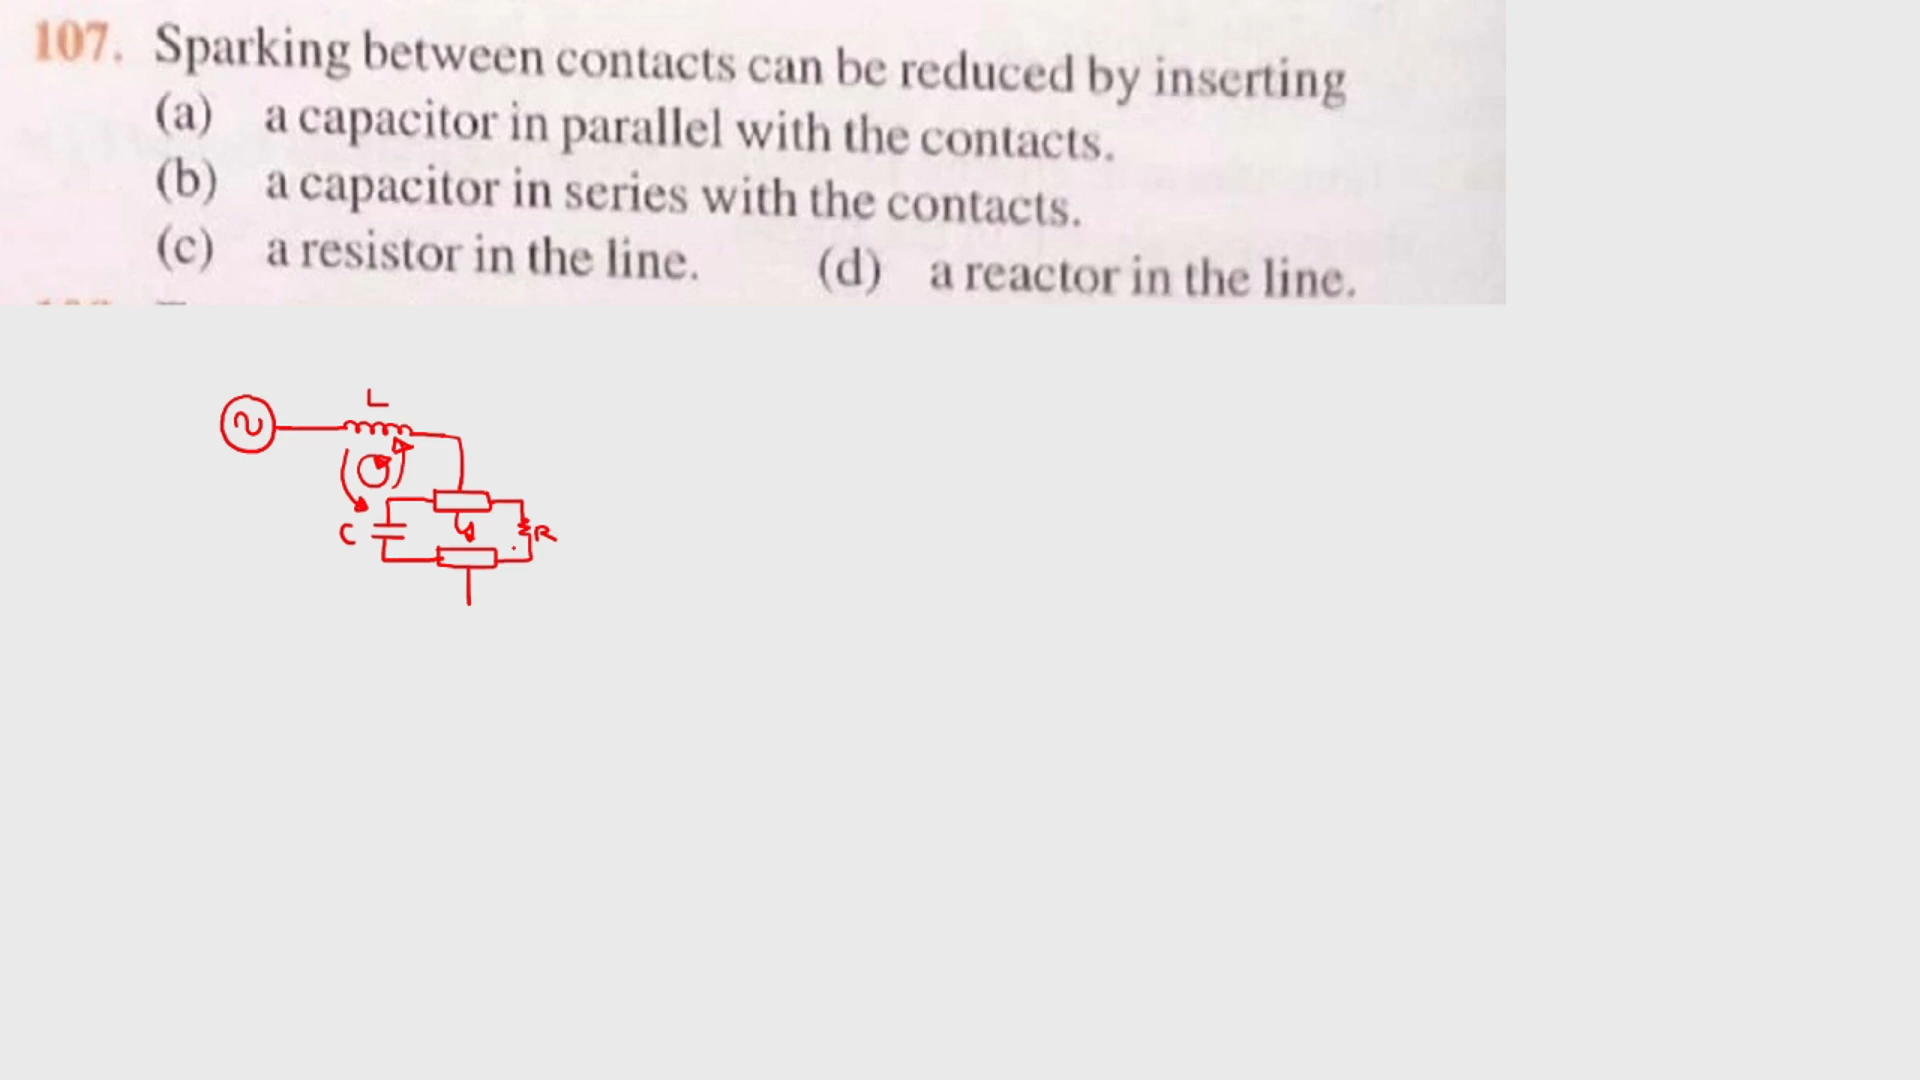 107. Sparking between contacts can be reduced by inserting
(a) a capacitor in parallel with the contacts.
(b) a capacitor in series with the contacts.
(c) a resistor in the line. (d) a reactor in the line.
L
C
R